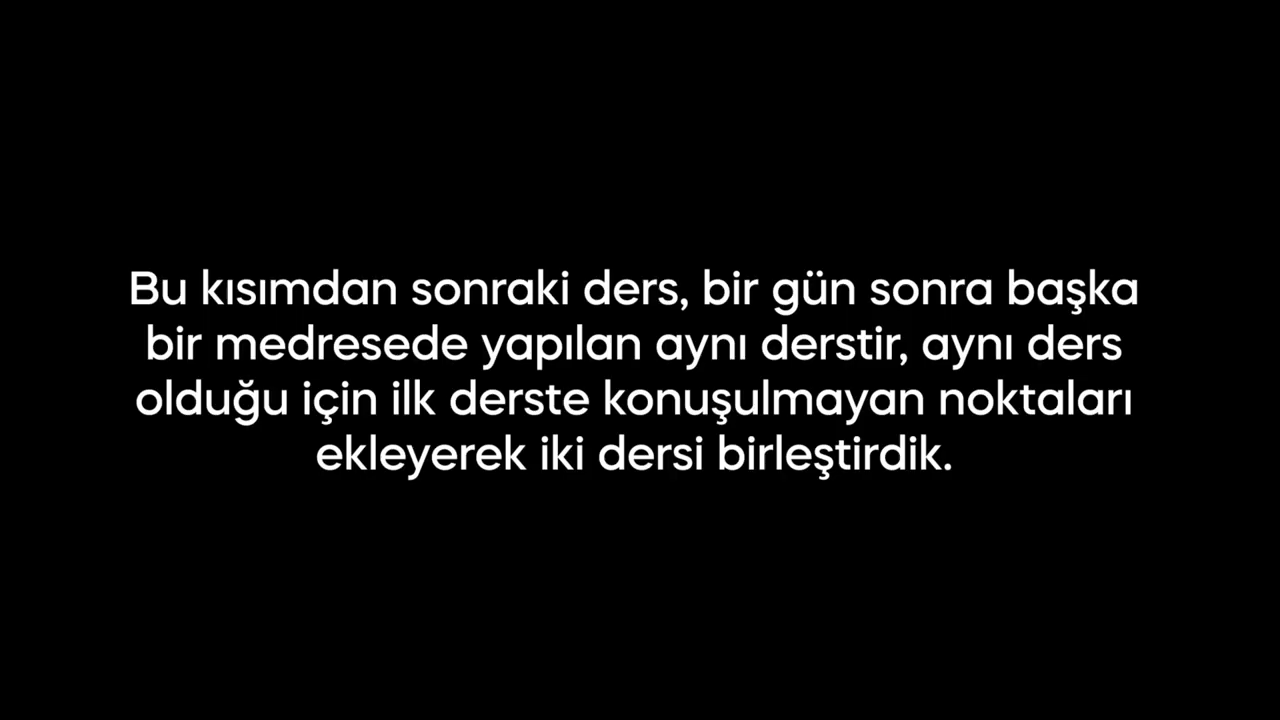 Bu kısımdan sonraki ders, bir gün sonra başka
bir medresede yapılan aynı derstir, aynı ders
olduğu için ilk derste konuşulmayan noktaları
ekleyerek iki dersi birleştirdik.